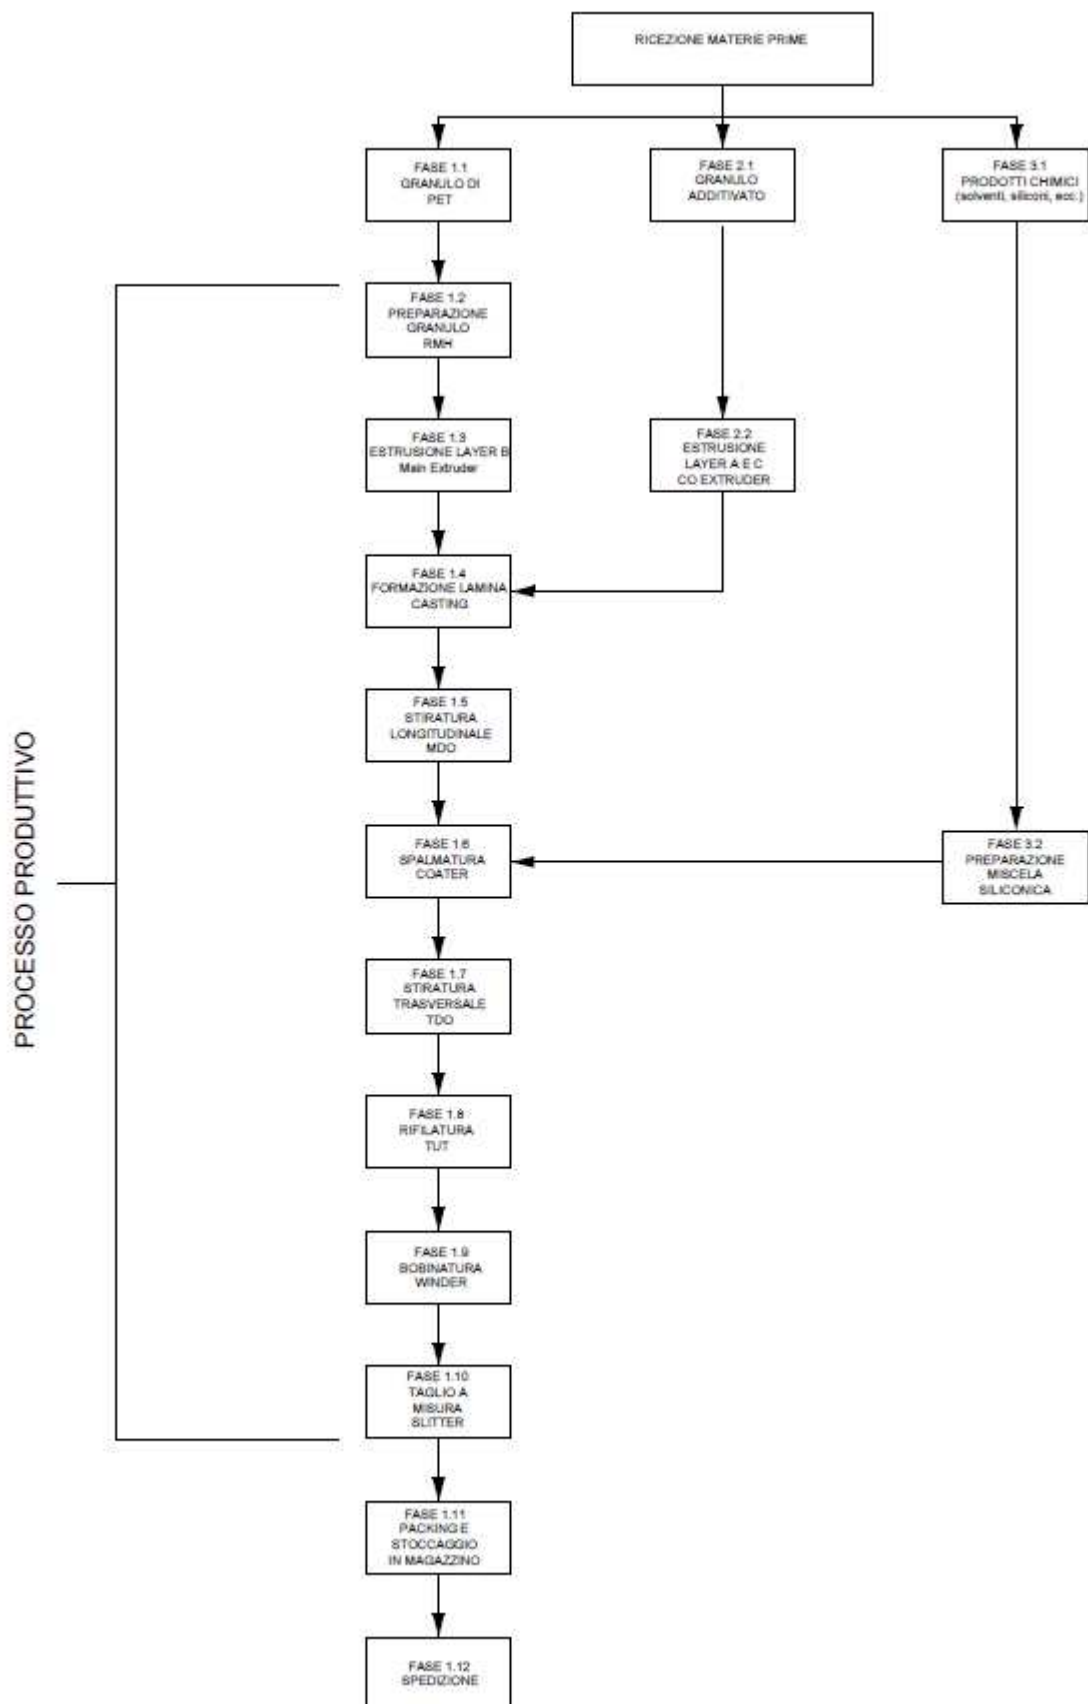 RICEZIONE MATERIE PRIME
FASE 1.1
GRANULO DI
PET
FASE 2.1
GRANULO
ADDITIVATO
FASE 3.1
PRODOTTI CHIMICI
(solventi, siliconi, ecc.)
FASE 1.2
PREPARAZIONE
GRANULO
RMH
FASE 1.3
ESTRUSIONE LAYER B
Main Extruder
FASE 2.2
ESTRUSIONE
LAYER A E C
CO EXTRUDER
FASE 1.4
FORMAZIONE LAMINA
CASTING
FASE 1.5
STIRATURA
LONGITUDINALE
MDO
PROCESSO PRODUTTIVO
FASE 1.6
SPALMATURA
COATER
FASE 3.2
PREPARAZIONE
MISCELA
SILICONICA
FASE 1.7
STIRATURA
TRASVERSALE
TDO
FASE 1.8
RIFILATURA
TUT
FASE 1.9
BOBINATURA
WINDER
FASE 1.10
TAGLIO A
MISURA
SLITTER
FASE 1.11
PACKING E
STOCCAGGIO
IN MAGAZZINO
FASE 1.12
SPEDIZIONE